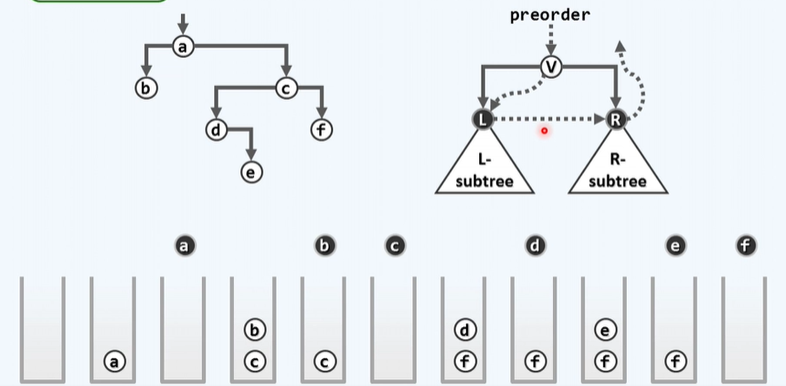 preorder
a
V
b
c
d
f
L
R
e
L-
subtree
R-
subtree
a b c d e f
b d e
a c c f f f f